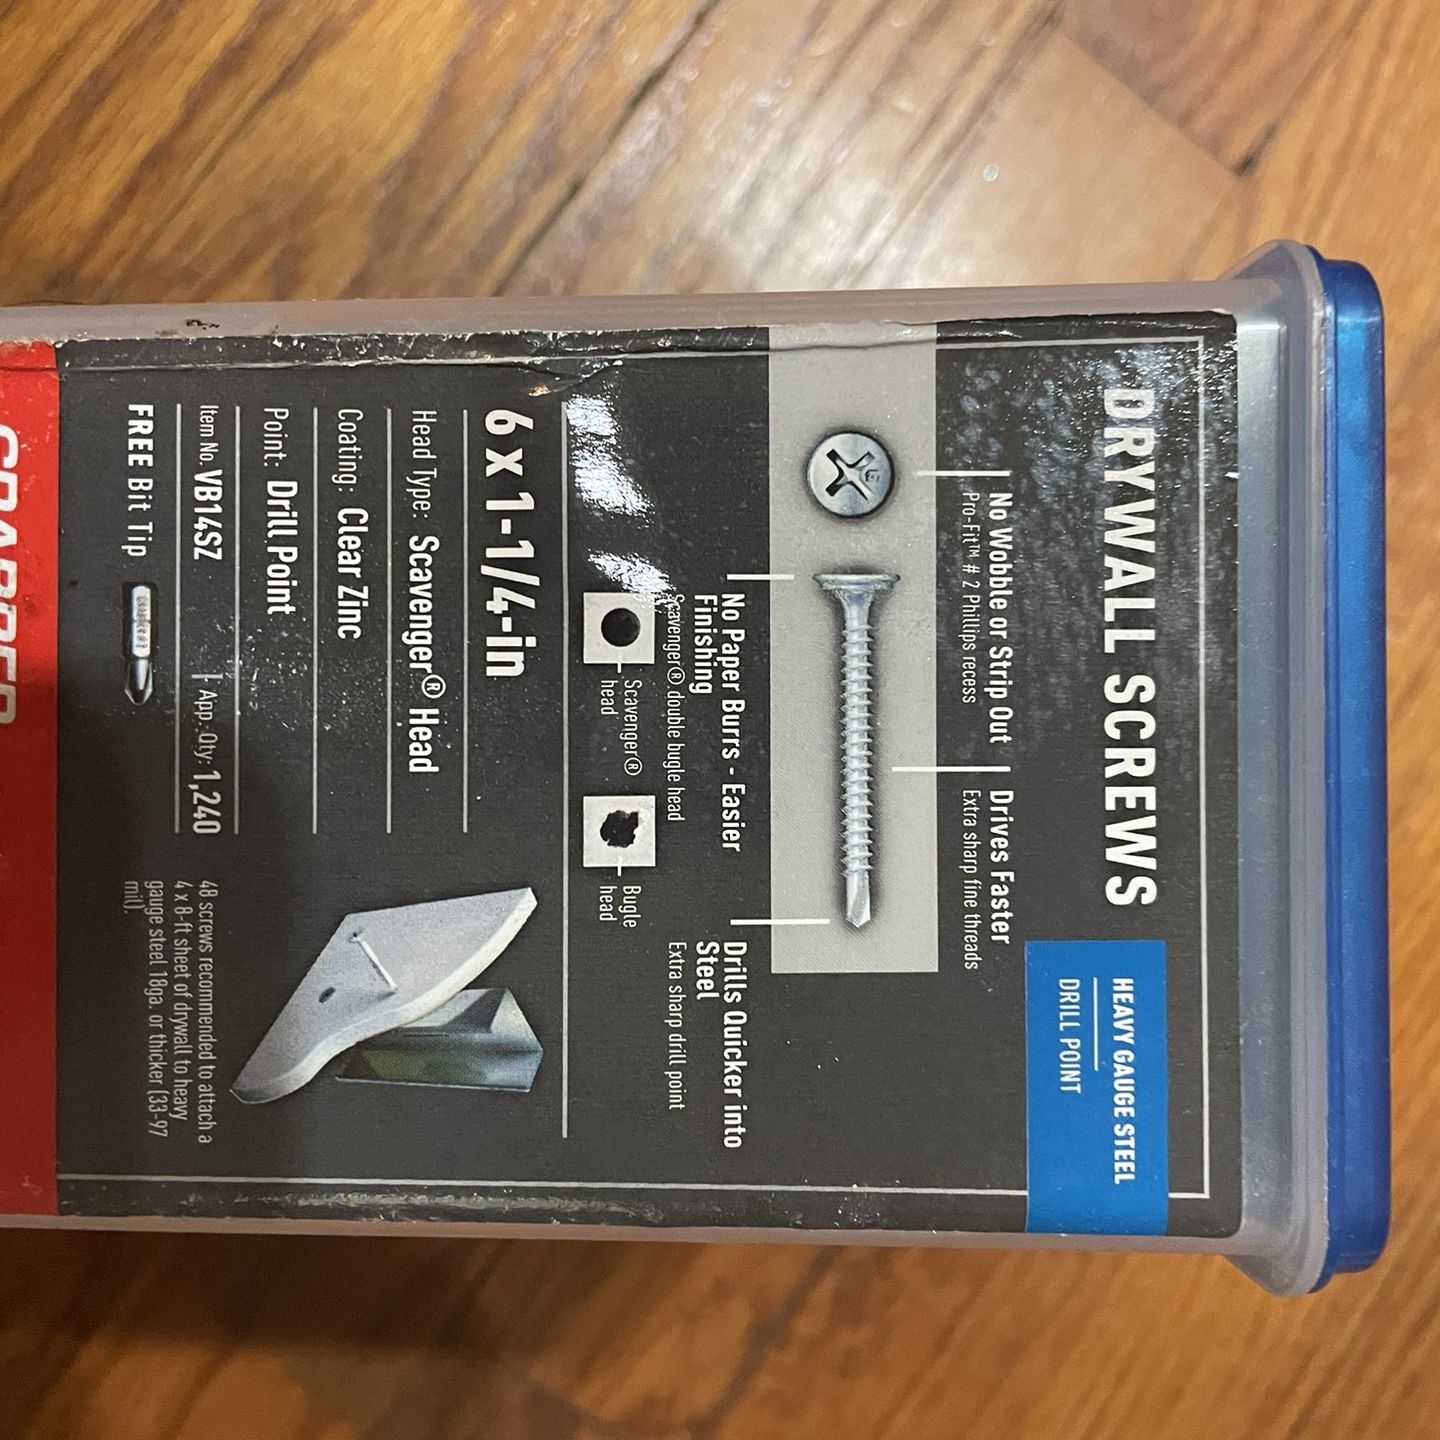 DRYWALL SCREWS
HEAVY GAUGE STEEL
DRILL POINT
No Wobble or Strip Out
Pro-Fit™ # 2 Phillips recess
Drives Faster
Extra sharp fine threads
No Paper Burrs - Easier
Finishing
Scavenger® double bugle head
Scavenger®
head
Bugle
head
Drills Quicker into
Steel
Extra sharp drill point
6 x 1-1/4-in
Head Type: Scavenger® Head
Coating: Clear Zinc
Point: Drill Point
Item No. VB14SZ | App. Qty: 1,240
FREE Bit Tip
48 screws recommended to attach a
4 x 8-ft sheet of drywall to heavy
gauge steel 18ga. or thicker (33-97
mil).